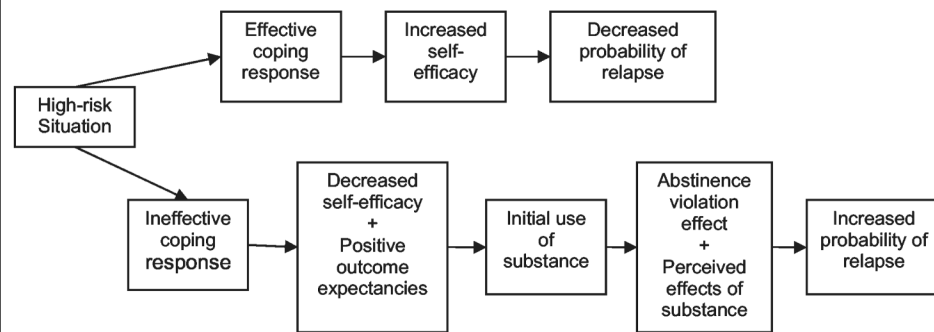 Effective
coping
response
Increased
self-
efficacy
Decreased
probability of
relapse
High-risk
Situation
Ineffective
coping
response
Decreased
self-efficacy
+
Positive
outcome
expectancies
Initial use
of
substance
Abstinence
violation
effect
+
Perceived
effects of
substance
Increased
probability of
relapse